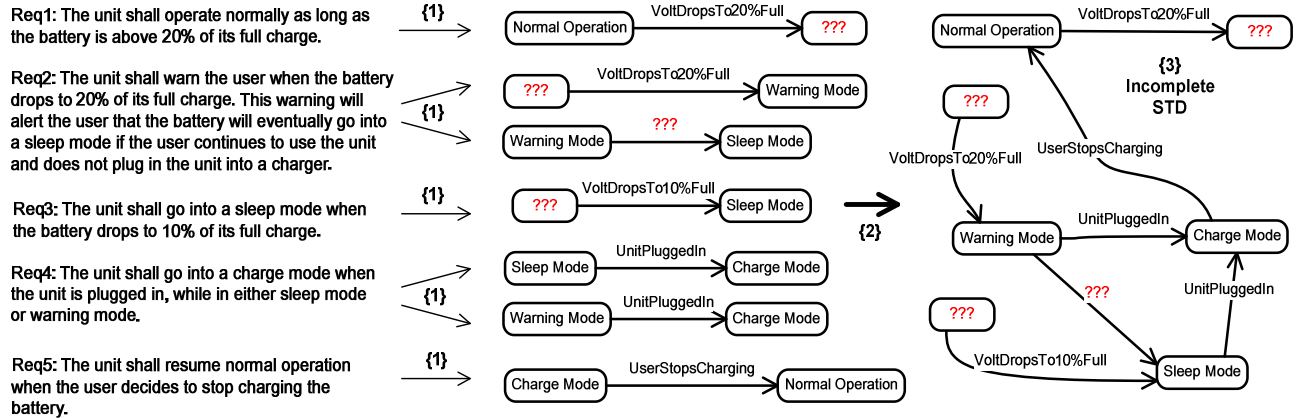 Req1: The unit shall operate normally as long as
the battery is above 20% of its full charge.
{1}
Normal Operation
VoltDropsTo20%Full
???
Req2: The unit shall warn the user when the battery
drops to 20% of its full charge. This warning will
alert the user that the battery will eventually go into
a sleep mode if the user continues to use the unit
and does not plug in the unit into a charger.
{1}
???
VoltDropsTo20%Full
Warning Mode
Warning Mode
???
Sleep Mode
Req3: The unit shall go into a sleep mode when
the battery drops to 10% of its full charge.
{1}
???
VoltDropsTo10%Full
Sleep Mode
Req4: The unit shall go into a charge mode when
the unit is plugged in, while in either sleep mode
or warning mode.
{1}
Sleep Mode
UnitPluggedIn
Charge Mode
Warning Mode
UnitPluggedIn
Charge Mode
Req5: The unit shall resume normal operation
when the user decides to stop charging the
battery.
{1}
Charge Mode
UserStopsCharging
Normal Operation
{2}
Normal Operation
VoltDropsTo20%Full
???
{3}
Incomplete
STD
???
VoltDropsTo20%Full
UserStopsCharging
Warning Mode
UnitPluggedIn
Charge Mode
???
UnitPluggedIn
???
VoltDropsTo10%Full
Sleep Mode